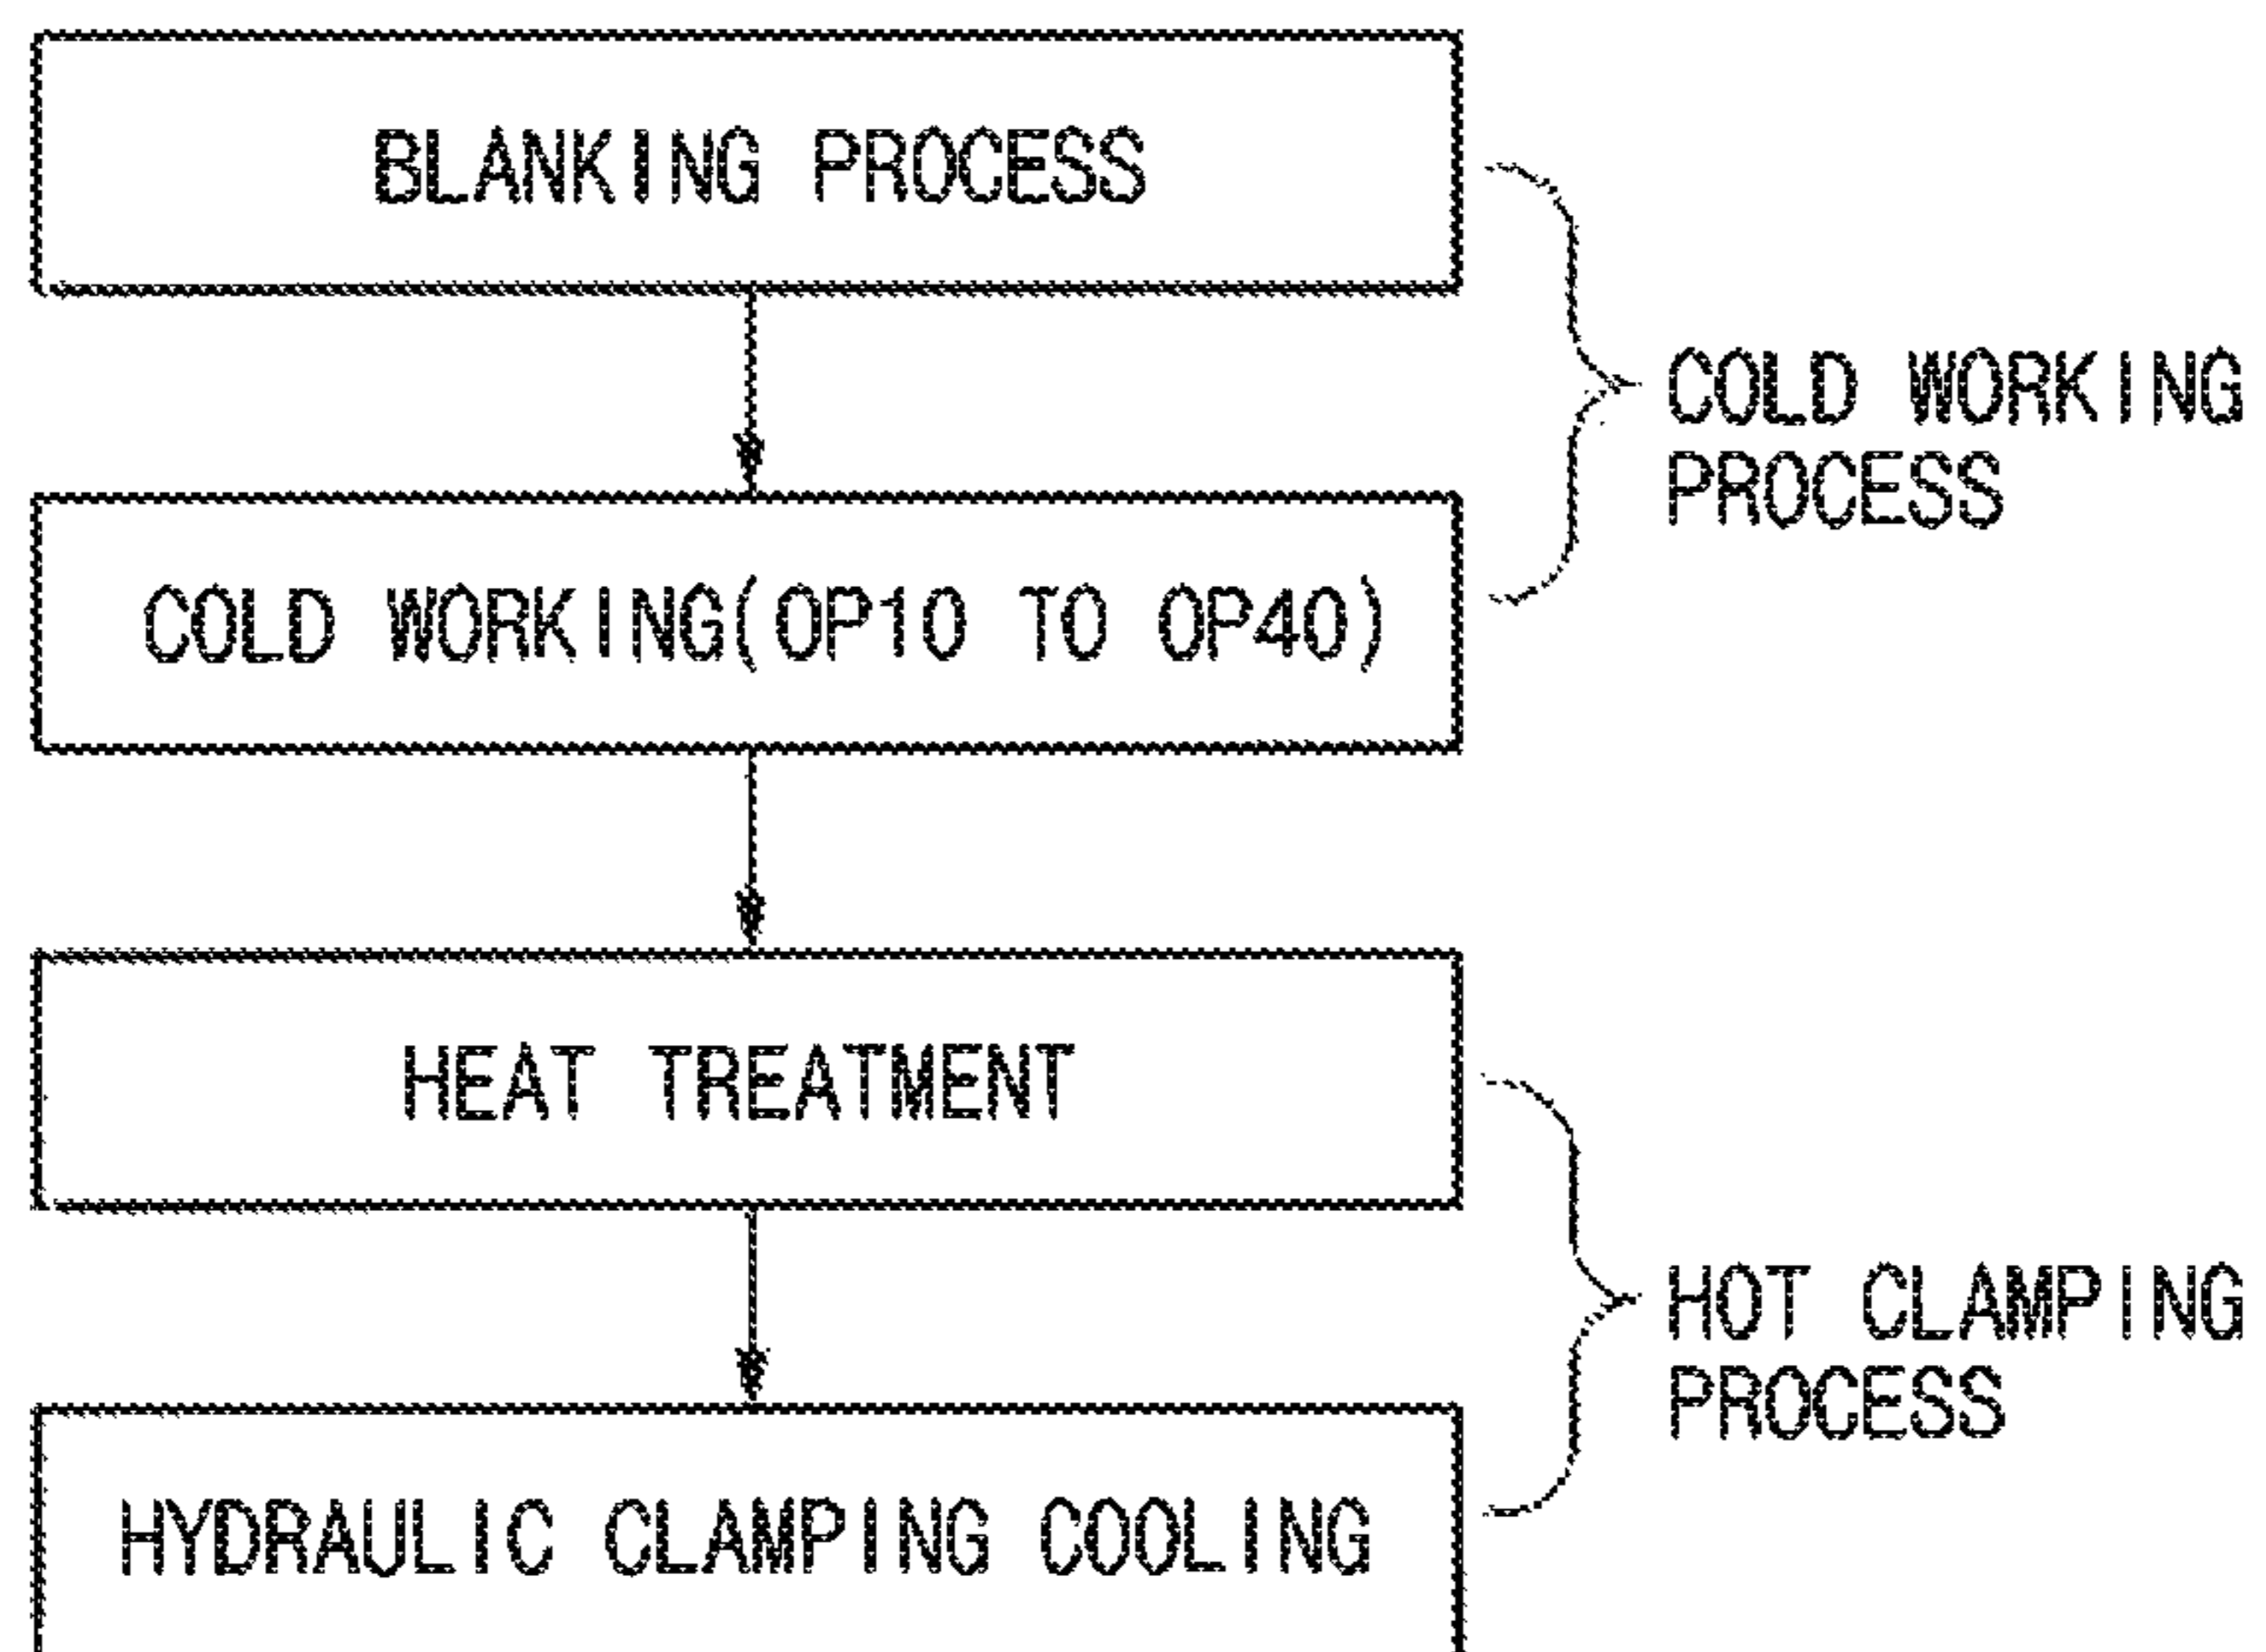 BLANKING PROCESS
COLD WORKING
PROCESS
COLD WORKING(OP10 TO OP40)
HEAT TREATMENT
HOT CLAMPING
PROCESS
HYDRAULIC CLAMPING COOLING